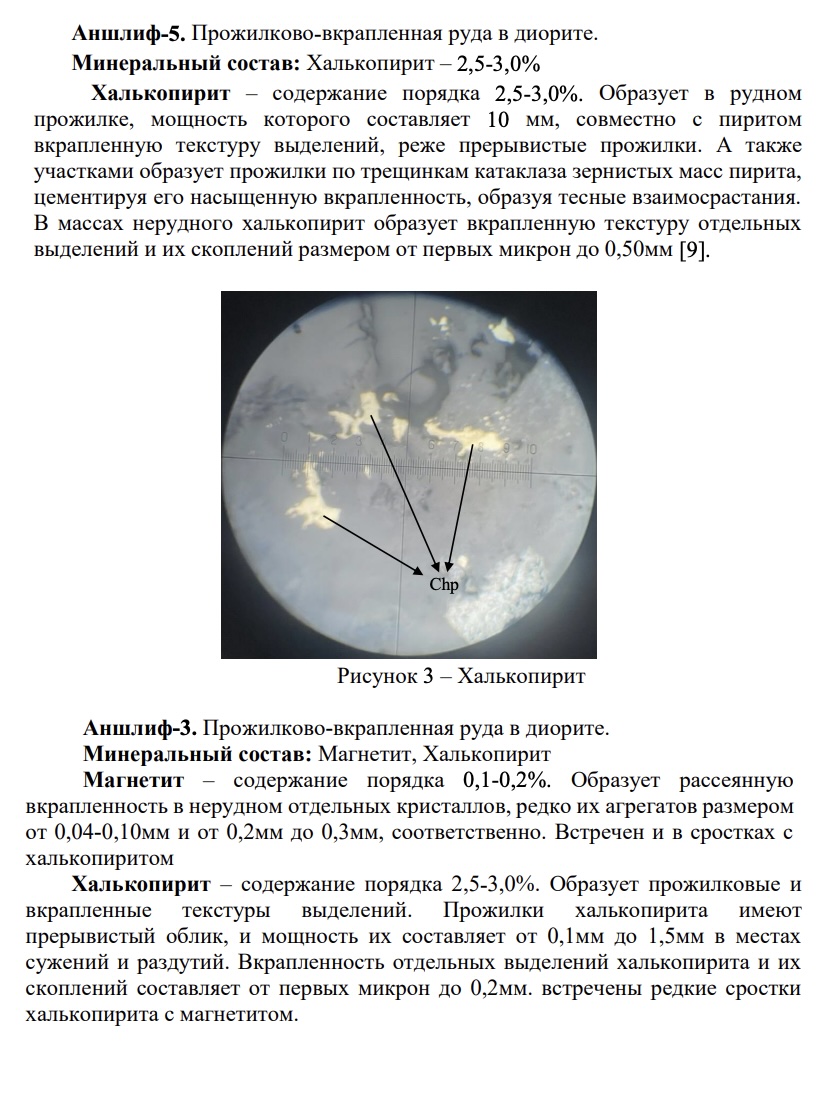 Аншлиф-5. Прожилково-вкрапленная руда в диорите.
Минеральный состав: Халькопирит – 2,5-3,0%
Халькопирит – содержание порядка 2,5-3,0%. Образует в рудном
прожилке, мощность которого составляет 10 мм, совместно с пиритом
вкрапленную текстуру выделений, реже прерывистые прожилки. А также
участками образует прожилки по трещинкам катаклаза зернистых масс пирита,
цементируя его насыщенную вкрапленность, образуя тесные взаимосрастания.
В массах нерудного халькопирит образует вкрапленную текстуру отдельных
выделений и их скоплений размером от первых микрон до 0,50мм [9].
0 2 3 6 7 8 9 10
Chp
Рисунок 3 – Халькопирит
Аншлиф-3. Прожилково-вкрапленная руда в диорите.
Минеральный состав: Магнетит, Халькопирит
Магнетит – содержание порядка 0,1-0,2%. Образует рассеянную
вкрапленность в нерудном отдельных кристаллов, редко их агрегатов размером
от 0,04-0,10мм и от 0,2мм до 0,3мм, соответственно. Встречен и в сростках с
халькопиритом
Халькопирит – содержание порядка 2,5-3,0%. Образует прожилковые и
вкрапленные текстуры выделений. Прожилки халькопирита имеют
прерывистый облик, и мощность их составляет от 0,1мм до 1,5мм в местах
сужений и раздутий. Вкрапленность отдельных выделений халькопирита и их
скоплений составляет от первых микрон до 0,2мм. встречены редкие сростки
халькопирита с магнетитом.